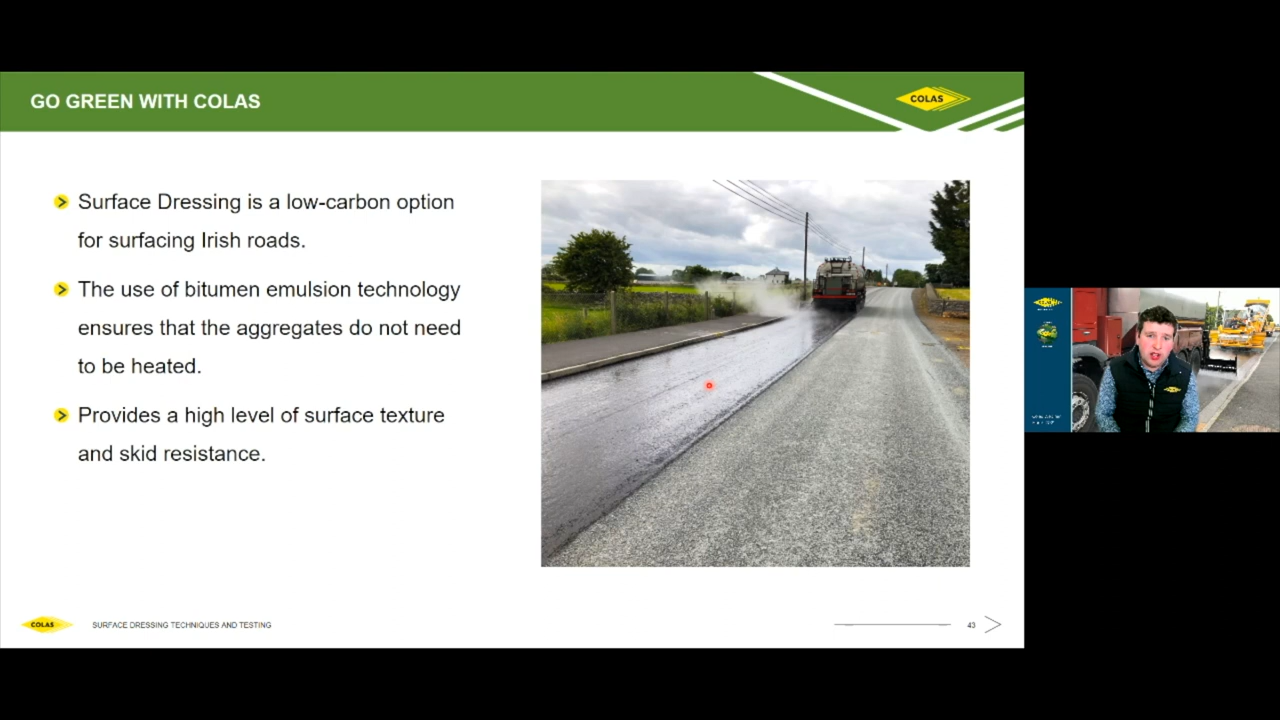 GO GREEN WITH COLAS
COLAS
Surface Dressing is a low-carbon option
for surfacing Irish roads.
The use of bitumen emulsion technology
ensures that the aggregates do not need
to be heated.
Provides a high level of surface texture
and skid resistance.
COLAS
SURFACE DRESSING TECHNIQUES AND TESTING
43